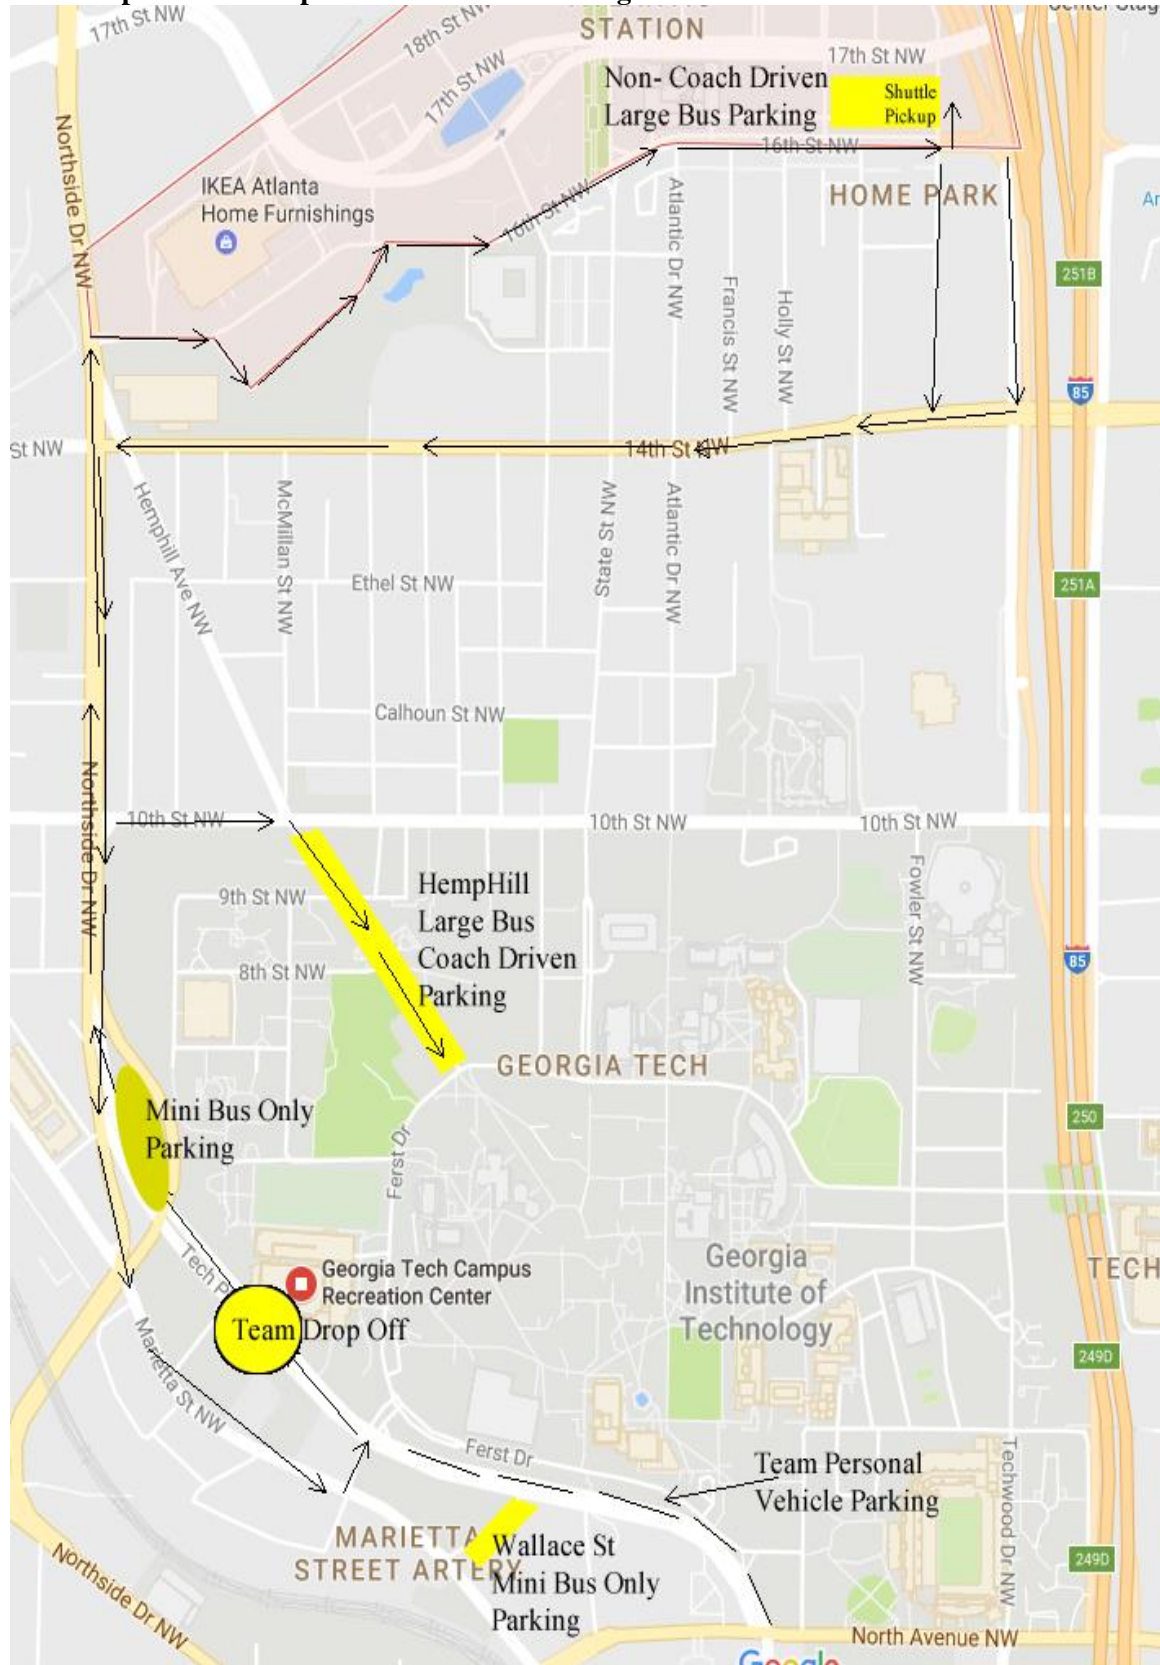 17th St NW
18th St NW
17th St NW
STATION
17th St NW
Non- Coach Driven
Large Bus Parking
Shuttle
Pickup
16th St NW
16th St NW
HOME PARK
Northside Dr NW
IKEA Atlanta
Home Furnishings
Atlantic Dr NW
Francis St NW
Holly St NW
251B
85
St NW
14th St NW
Hemphill Ave NW
McMillan St NW
Ethel St NW
State St NW
Atlantic Dr NW
251A
Calhoun St NW
Northside Dr NW
10th St NW
10th St NW
10th St NW
9th St NW
8th St NW
HempHill
Large Bus
Coach Driven
Parking
Fowler St NW
85
GEORGIA TECH
Mini Bus Only
Parking
Ferst Dr
250
Georgia
Institute of
Technology
TECH
Tech P
Georgia Tech Campus
Recreation Center
Team Drop Off
Marietta St NW
249D
Ferst Dr
Team Personal
Vehicle Parking
Techwood Dr NW
MARIETTA
STREET ARTERY
Wallace St
Mini Bus Only
Parking
249D
Northside Dr NW
North Avenue NW
Google